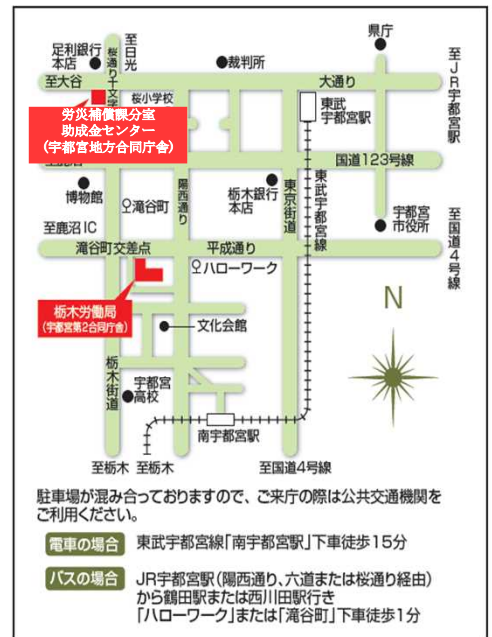 県庁
足利銀行
本店
桜通り十文字
至日光
裁判所
至JR宇都宮駅
至大谷
大通り
桜小学校
東武
宇都宮駅
労災補償課分室
助成金センター
(宇都宮地方合同庁舎)
国道123号線
博物館
滝谷町
陽西通り
栃木銀行
本店
東京街道
東武宇都宮線
宇都宮
市役所
至国道4号線
至鹿沼IC
滝谷町交差点
平成通り
ハローワーク
栃木労働局
(宇都宮第2合同庁舎)
N
文化会館
栃木街道
宇都宮
高校
南宇都宮駅
至栃木
至栃木
至国道4号線
駐車場が混み合っておりますので、ご来庁の際は公共交通機関を
ご利用ください。
電車の場合 東武宇都宮線「南宇都宮駅」下車徒歩15分
バスの場合 JR宇都宮駅(陽西通り、六道または桜通り経由)
から鶴田駅または西川田駅行き
「ハローワーク」または「滝谷町」下車徒歩1分